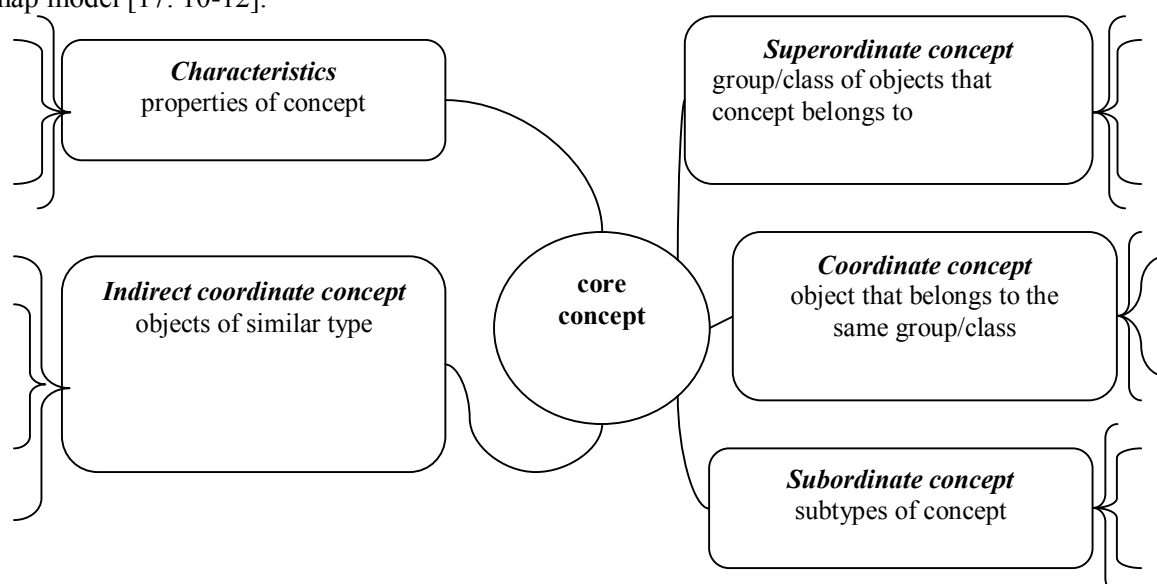 map model [17: 10-12].
Characteristics
properties of concept
Superordinate concept
group/class of objects that
concept belongs to
Indirect coordinate concept
objects of similar type
core
concept
Coordinate concept
object that belongs to the
same group/class
Subordinate concept
subtypes of concept